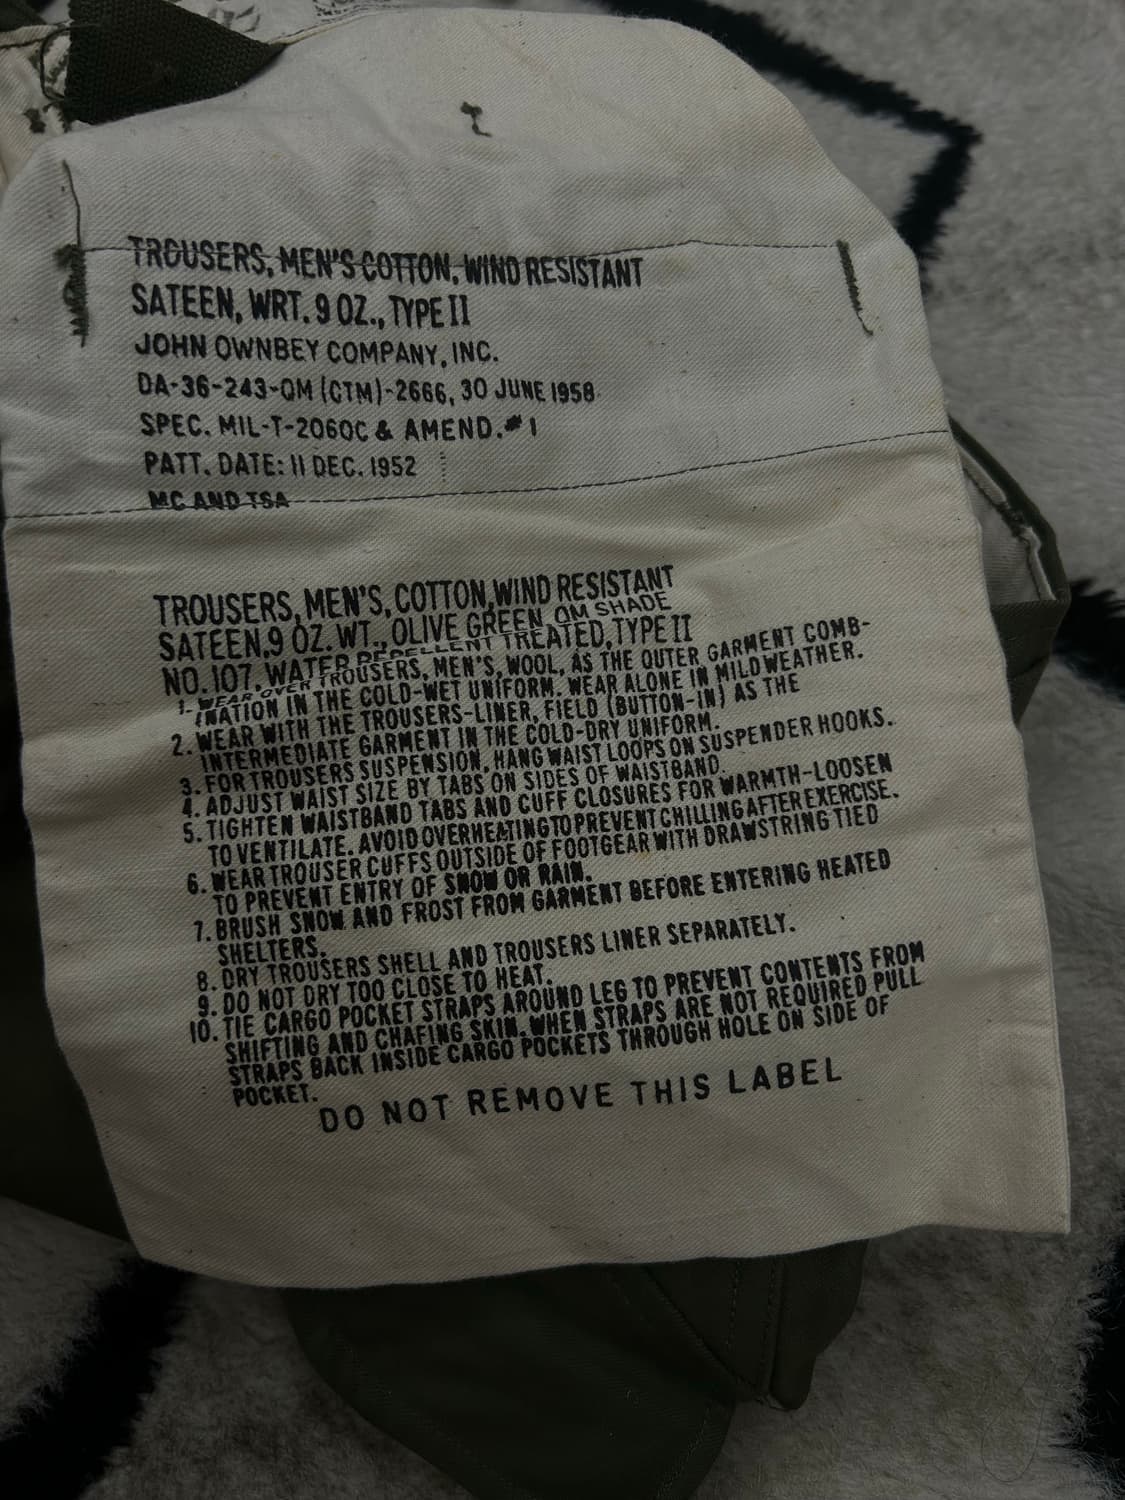 TROUSERS, MEN'S COTTON, WIND RESISTANT
SATEEN, WRT. 9 OZ., TYPE II
JOHN OWNBEY COMPANY, INC.
DA-36-243-QM (CTM)-2666, 30 JUNE 1958
SPEC. MIL-T-2060C & AMEND. #1
PATT. DATE: 11 DEC. 1952
MC AND TSA
TROUSERS, MEN'S, COTTON, WIND RESISTANT
SATEEN.9 OZ. WT., OLIVE GREEN, QM SHADE
NO. 107, WATER REPELLENT TREATED, TYPE II
1. WEAR OVER TROUSERS, MEN'S, WOOL, AS THE OUTER GARMENT COMB-
INATION IN THE COLD-WET UNIFORM. WEAR ALONE IN MILD WEATHER.
2. WEAR WITH THE TROUSERS-LINER, FIELD (BUTTON-IN) AS THE
INTERMEDIATE GARMENT IN THE COLD-DRY UNIFORM.
3. FOR TROUSERS SUSPENSION, HANG WAIST LOOPS ON SUSPENDER HOOKS.
4. ADJUST WAIST SIZE BY TABS ON SIDES OF WAISTBAND.
5. TIGHTEN WAISTBAND TABS AND CUFF CLOSURES FOR WARMTH-LOOSEN
TO VENTILATE. AVOID OVERHEATING TO PREVENT CHILLING AFTER EXERCISE.
6. WEAR TROUSER CUFFS OUTSIDE OF FOOTGEAR WITH DRAWSTRING TIED
TO PREVENT ENTRY OF SNOW OR RAIN.
7. BRUSH SNOW AND FROST FROM GARMENT BEFORE ENTERING HEATED
SHELTERS.
8. DRY TROUSERS SHELL AND TROUSERS LINER SEPARATELY.
9. DO NOT DRY TOO CLOSE TO HEAT.
10. TIE CARGO POCKET STRAPS AROUND LEG TO PREVENT CONTENTS FROM
SHIFTING AND CHAFING SKIN. WHEN STRAPS ARE NOT REQUIRED PULL
STRAPS BACK INSIDE CARGO POCKETS THROUGH HOLE ON SIDE OF
POCKET.
DO NOT REMOVE THIS LABEL